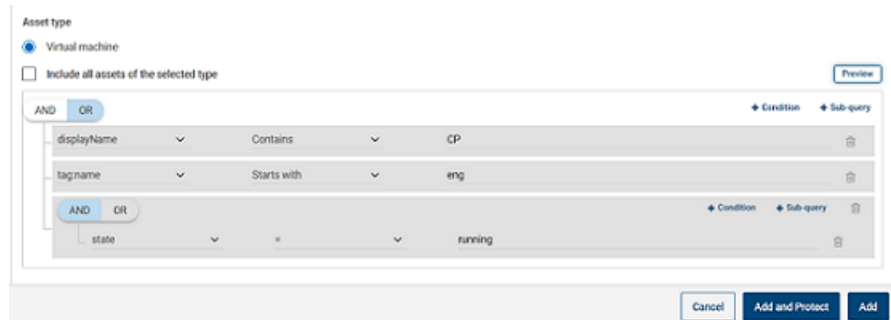 Asset type
Virtual machine
Include all assets of the selected type
Preview
AND OR + Condition + Sub-query
displayName Contains CP
tag:name Starts with eng
AND OR + Condition + Sub-query
state = running
Cancel Add and Protect Add